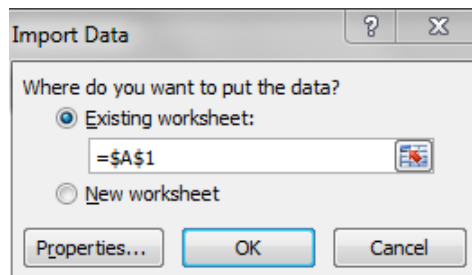 Import Data
Where do you want to put the data?
Existing worksheet:
=$A$1
New worksheet
Properties... OK Cancel